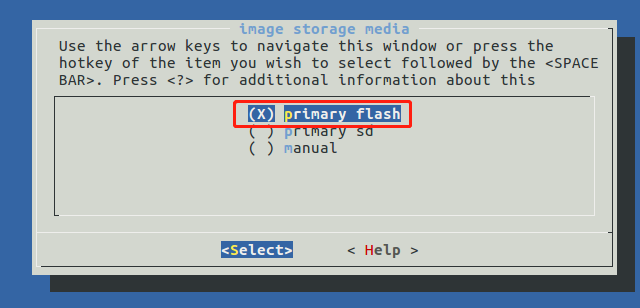 image storage media
Use the arrow keys to navigate this window or press the
hotkey of the item you wish to select followed by the <SPACE
BAR>. Press <?> for additional information about this
(X) primary flash
( ) primary sd
( ) manual
<Select> < Help >